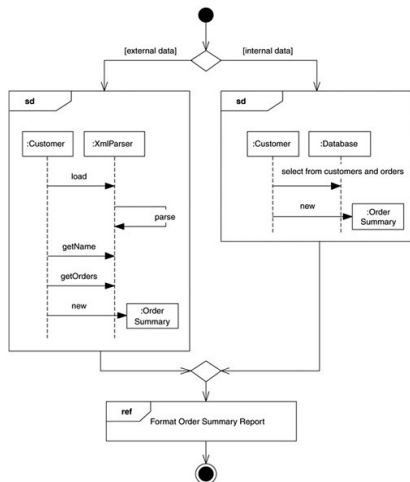 [external data] [internal data]
sd
:Customer :XmlParser
load
parse
getName
getOrders
new
:Order
Summary
sd
:Customer :Database
select from customers and orders
new
:Order
Summary
ref
Format Order Summary Report